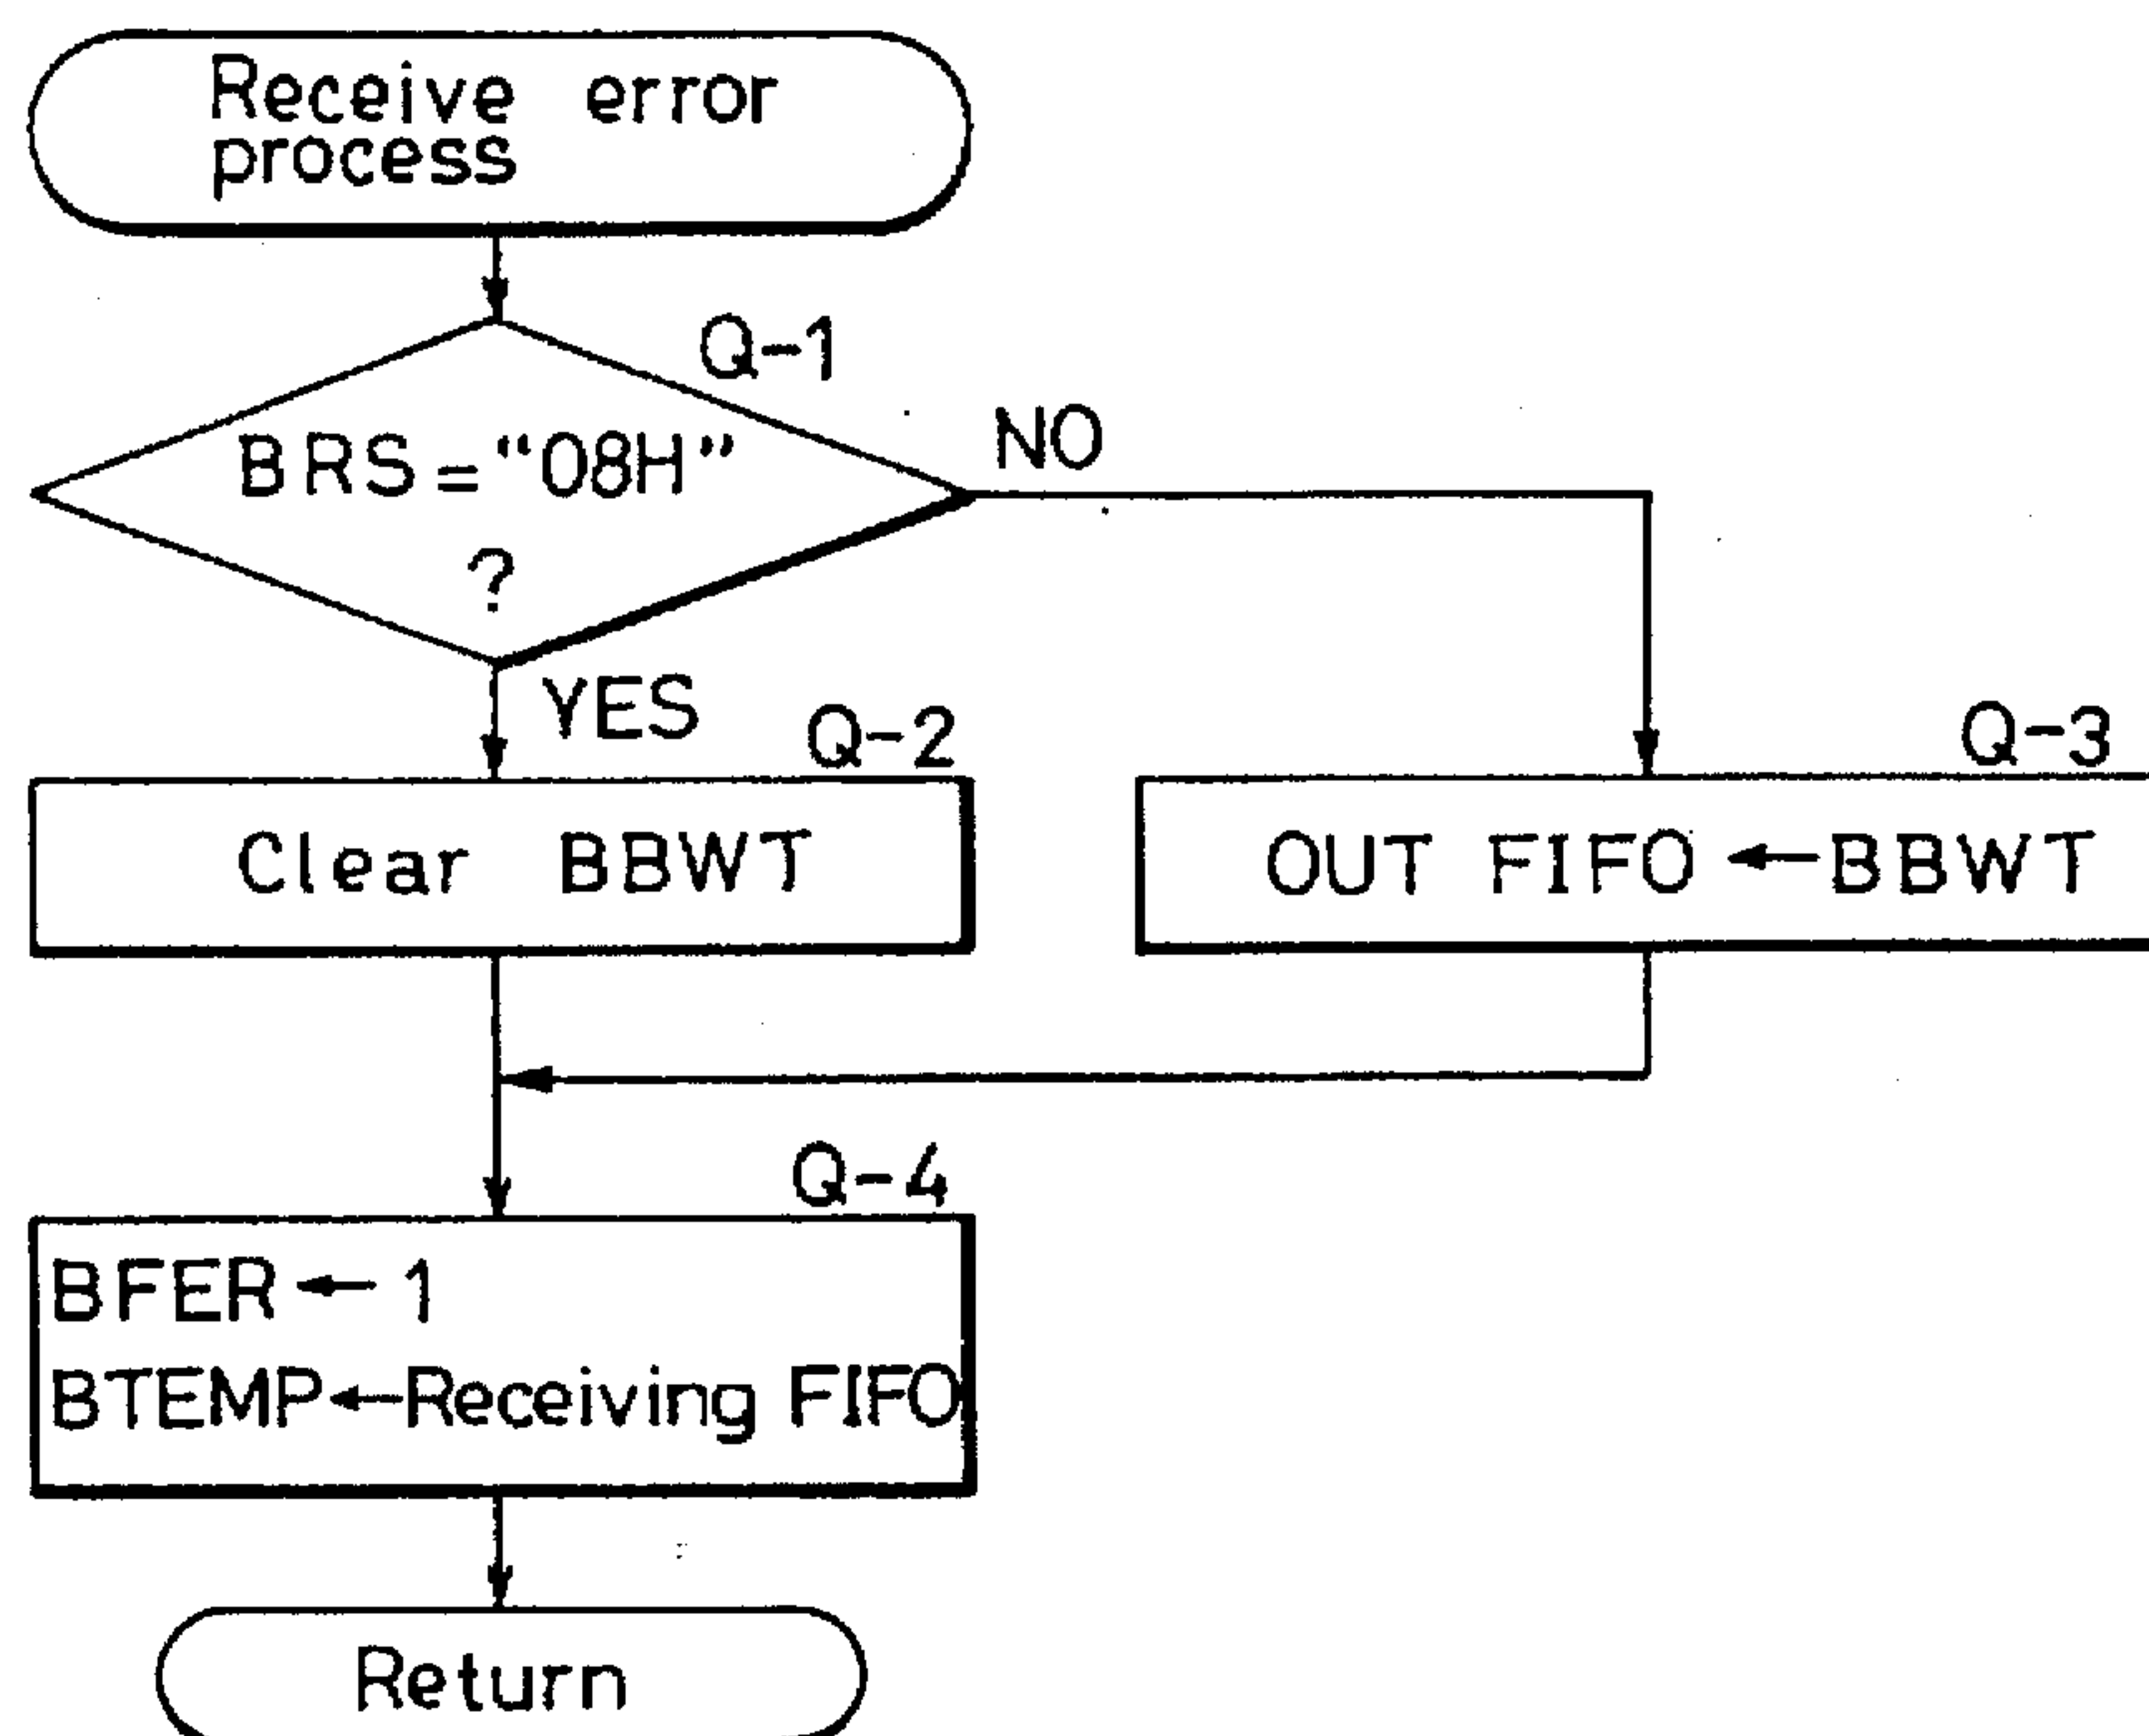 Receive error
process
Q-1
BRS="08H"
?
NO
YES
Q-2
Clear BBWT
Q-3
OUT FIFO ← BBWT
Q-4
BFER ← 1
BTEMP ← Receiving FIFO
Return